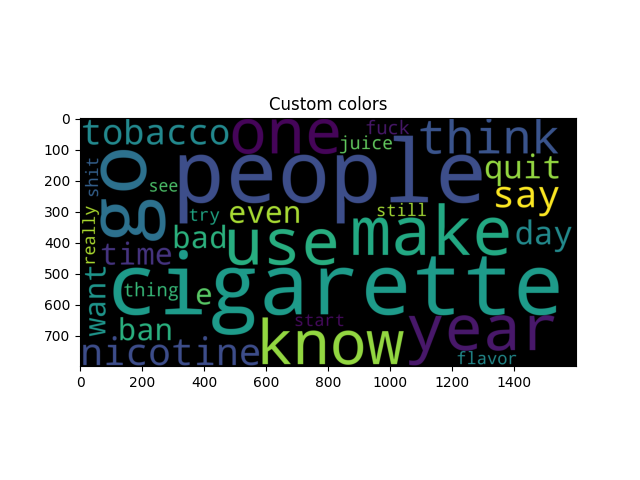 Custom colors
0
100
200
300
400
500
600
700
tobacco
one
fuck
think
juice
go
people
quit
shit
see
say
try
even
still
really
time
bad
use
make
day
want
cigarette
thing
e
ban
know
start
year
nicotine
flavor
0 200 400 600 800 1000 1200 1400